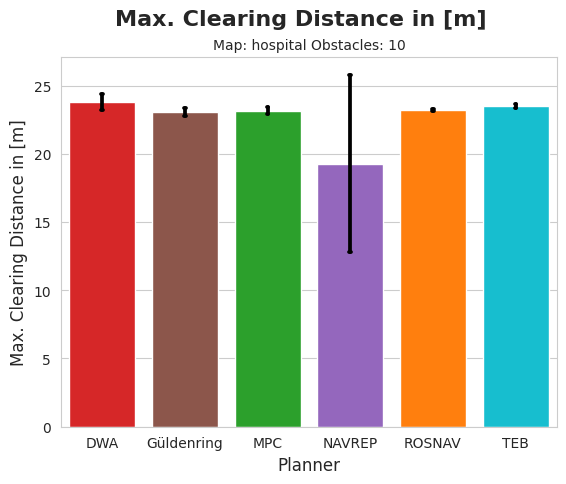 Max. Clearing Distance in [m]
Map: hospital Obstacles: 10
Max. Clearing Distance in [m]
25
20
15
10
5
0
DWA Güldenring MPC NAVREP ROSNAV TEB
Planner